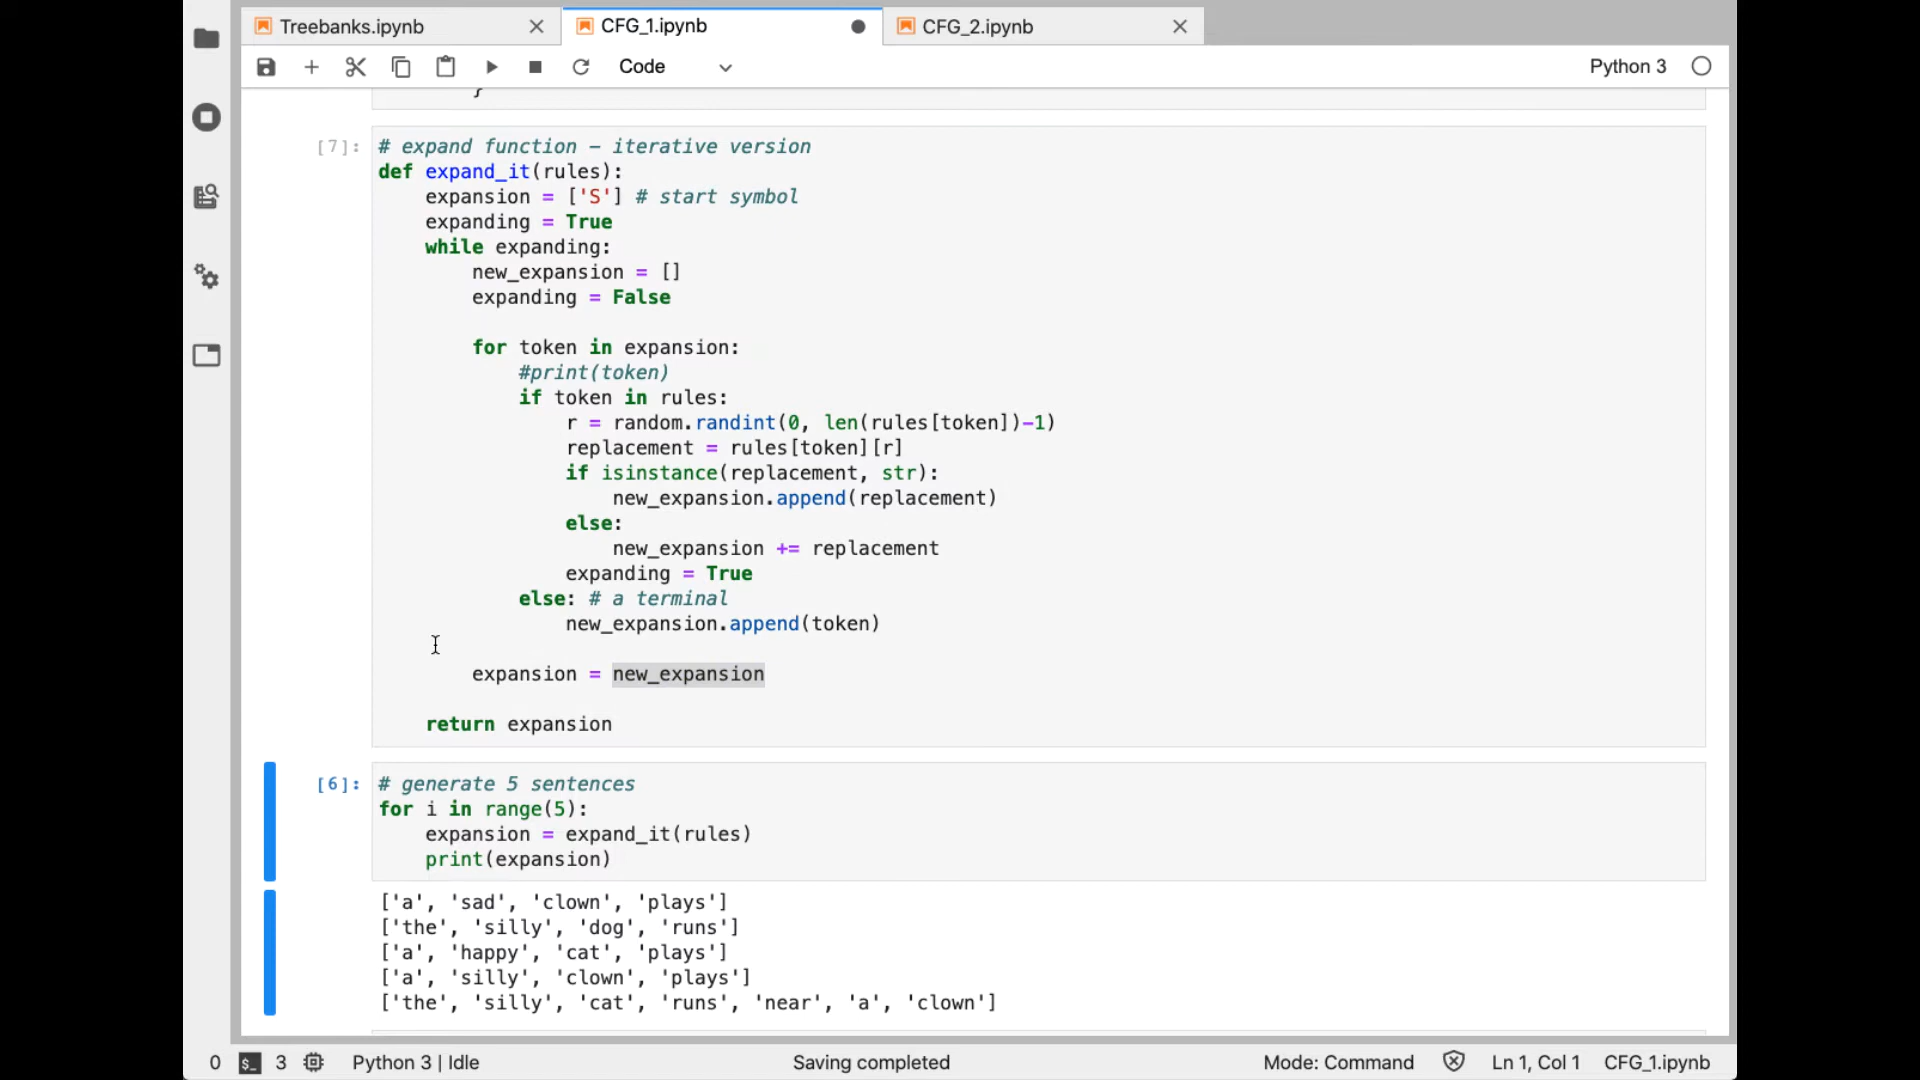 Treebanks.ipynb
CFG_1.ipynb
CFG_2.ipynb
Code
Python 3
}
[7]:
# expand function – iterative version
def expand_it(rules):
    expansion = ['S'] # start symbol
    expanding = True
    while expanding:
        new_expansion = []
        expanding = False
        for token in expansion:
            #print(token)
            if token in rules:
                r = random.randint(0, len(rules[token])-1)
                replacement = rules[token][r]
                if isinstance(replacement, str):
                    new_expansion.append(replacement)
                else:
                    new_expansion += replacement
                expanding = True
            else: # a terminal
                new_expansion.append(token)
        expansion = new_expansion
    return expansion
[6]:
# generate 5 sentences
for i in range(5):
    expansion = expand_it(rules)
    print(expansion)
['a', 'sad', 'clown', 'plays']
['the', 'silly', 'dog', 'runs']
['a', 'happy', 'cat', 'plays']
['a', 'silly', 'clown', 'plays']
['the', 'silly', 'cat', 'runs', 'near', 'a', 'clown']
0 $_ 3 Python 3 | Idle Saving completed Mode: Command Ln 1, Col 1 CFG_1.ipynb